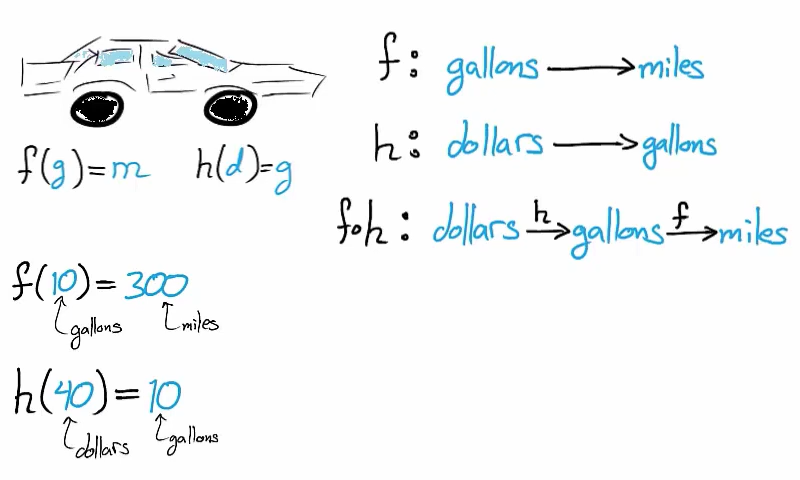 f: gallons ⟶ miles
h: dollars ⟶ gallons
f(g)=m h(d)=g
f∘h: dollars h→ gallons f→ miles
f(10)=300
gallons miles
h(40)=10
dollars gallons